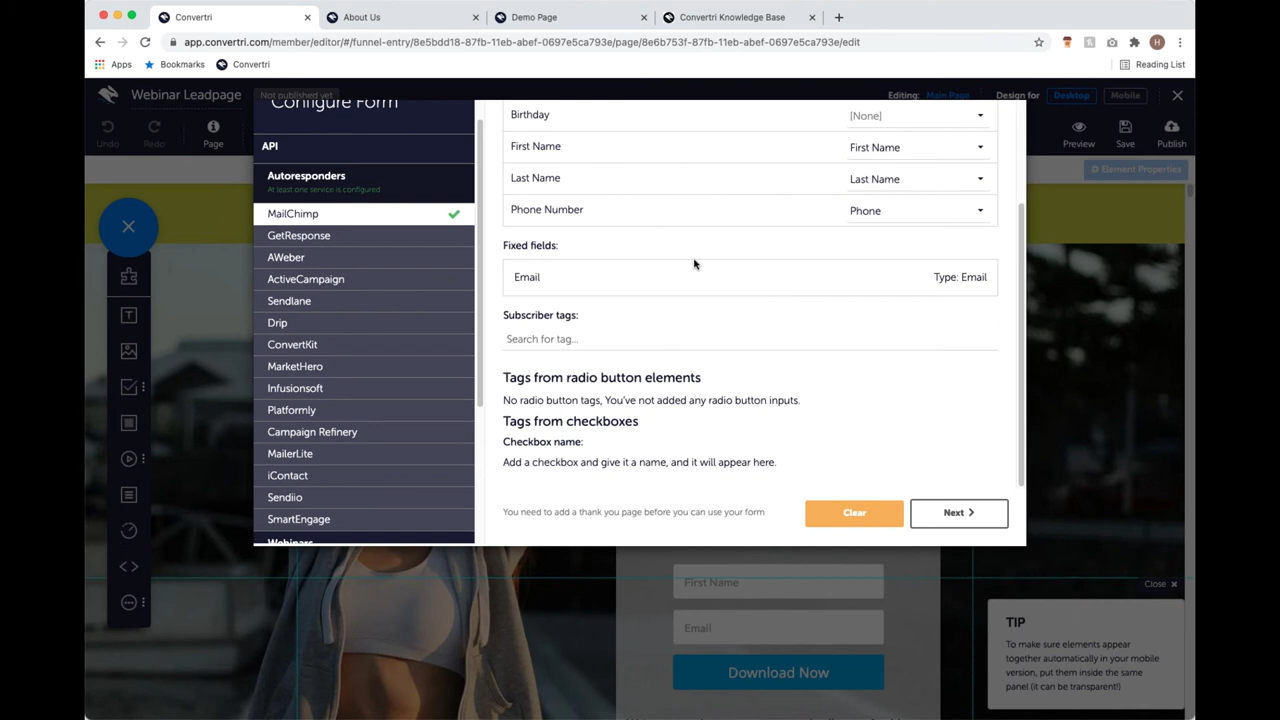 Convertri
About Us
Demo Page
Convertri Knowledge Base
app.convertri.com/member/editor/#/funnel-entry/8e5bdd18-87fb-11eb-abef-0697e5ca793e/page/8e6b753f-87fb-11eb-abef-0697e5ca793e/edit
H
Apps
Bookmarks
Convertri
Reading List
Webinar Leadpage
Not published yet
Editing: Main Page
Design for
Desktop
Mobile
Undo
Redo
Page
Preview
Save
Publish
Element Properties
Configure Form
API
Autoresponders
At least one service is configured
MailChimp
GetResponse
AWeber
ActiveCampaign
Sendlane
Drip
ConvertKit
MarketHero
Infusionsoft
Platformly
Campaign Refinery
MailerLite
iContact
Sendiio
SmartEngage
Webinars
Birthday [None]
First Name First Name
Last Name Last Name
Phone Number Phone
Fixed fields:
Email Type: Email
Subscriber tags:
Search for tag...
Tags from radio button elements
No radio button tags, You've not added any radio button inputs.
Tags from checkboxes
Checkbox name:
Add a checkbox and give it a name, and it will appear here.
You need to add a thank you page before you can use your form
Clear
Next
First Name
Email
Download Now
Close
TIP
To make sure elements appear
together automatically in your mobile
version, put them inside the same
panel (it can be transparent!)